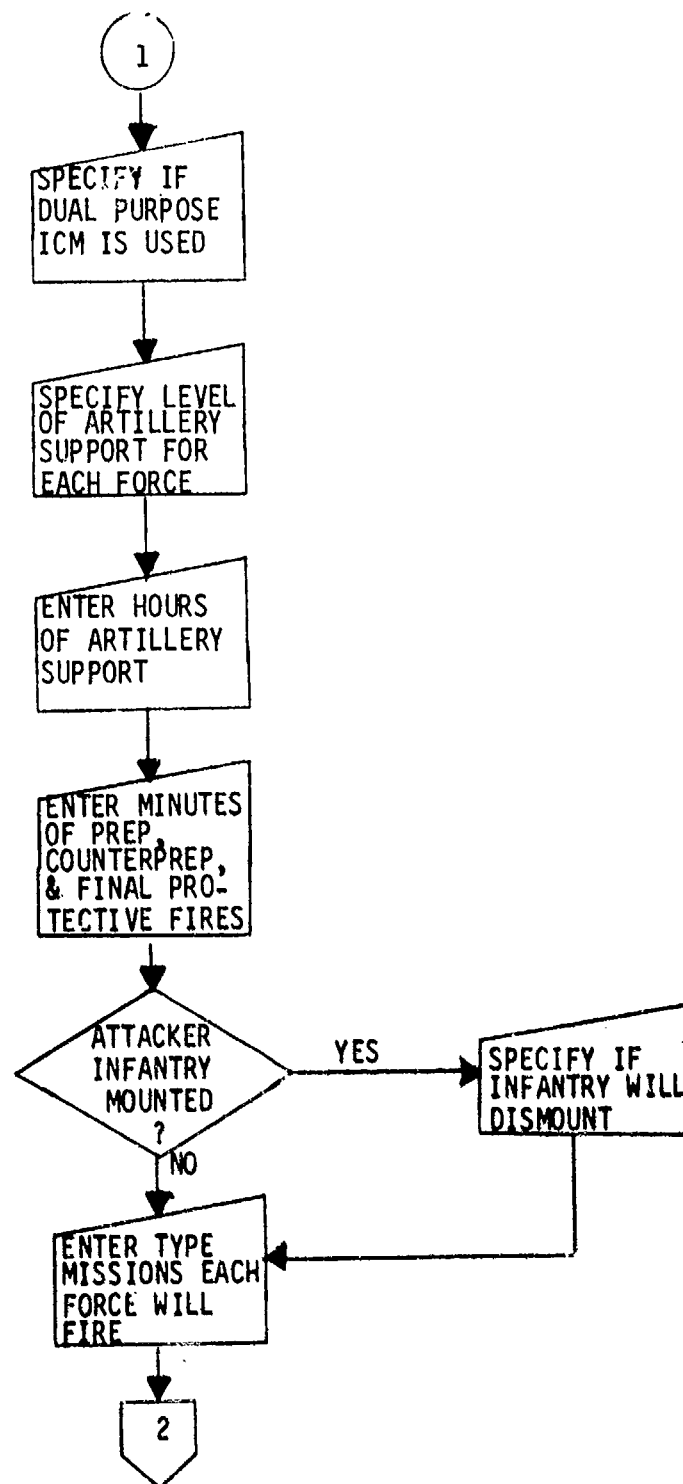 1
SPECIFY IF
DUAL PURPOSE
ICM IS USED
SPECIFY LEVEL
OF ARTILLERY
SUPPORT FOR
EACH FORCE
ENTER HOURS
OF ARTILLERY
SUPPORT
ENTER MINUTES
OF PREP,
COUNTERPREP,
& FINAL PRO-
TECTIVE FIRES
ATTACKER
INFANTRY
MOUNTED
?
YES
SPECIFY IF
INFANTRY WILL
DISMOUNT
NO
ENTER TYPE
MISSIONS EACH
FORCE WILL
FIRE
2